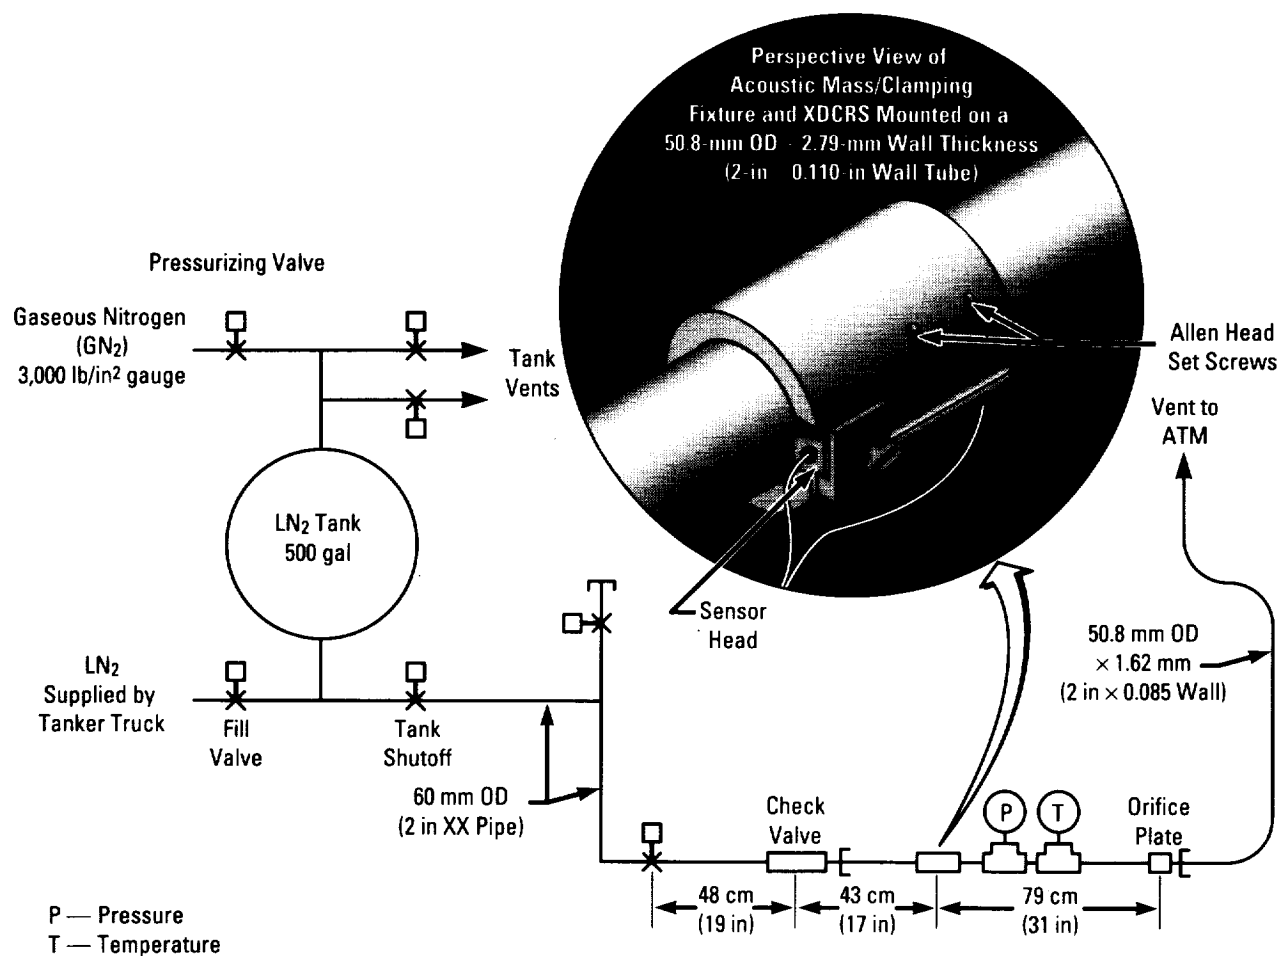 Perspective View of
Acoustic Mass/Clamping
Fixture and XDCRS Mounted on a
50.8-mm OD - 2.79-mm Wall Thickness
(2-in 0.110-in Wall Tube)
Pressurizing Valve
Gaseous Nitrogen
(GN₂)
3,000 lb/in² gauge
Tank
Vents
Allen Head
Set Screws
Vent to
ATM
LN₂ Tank
500 gal
Sensor
Head
50.8 mm OD
× 1.62 mm
(2 in × 0.085 Wall)
LN₂
Supplied by
Tanker Truck
Fill
Valve
Tank
Shutoff
60 mm OD
(2 in XX Pipe)
Check
Valve
P
T
Orifice
Plate
48 cm
(19 in)
43 cm
(17 in)
79 cm
(31 in)
P — Pressure
T — Temperature